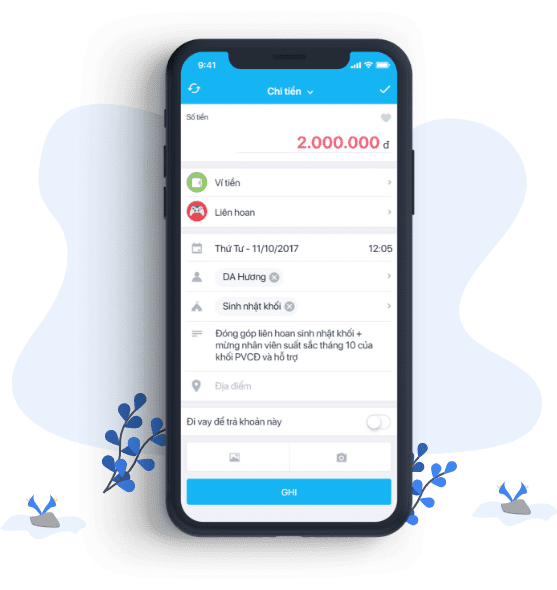 9:41
Chi tiền
Số tiền
2.000.000 đ
Ví tiền
Liên hoan
Thứ Tư - 11/10/2017 12:05
DA Hương
Sinh nhật khối
Đóng góp liên hoan sinh nhật khối +
mừng nhân viên suất sắc tháng 10 của
khối PVCĐ và hỗ trợ
Địa điểm
Đi vay để trả khoản này
GHI